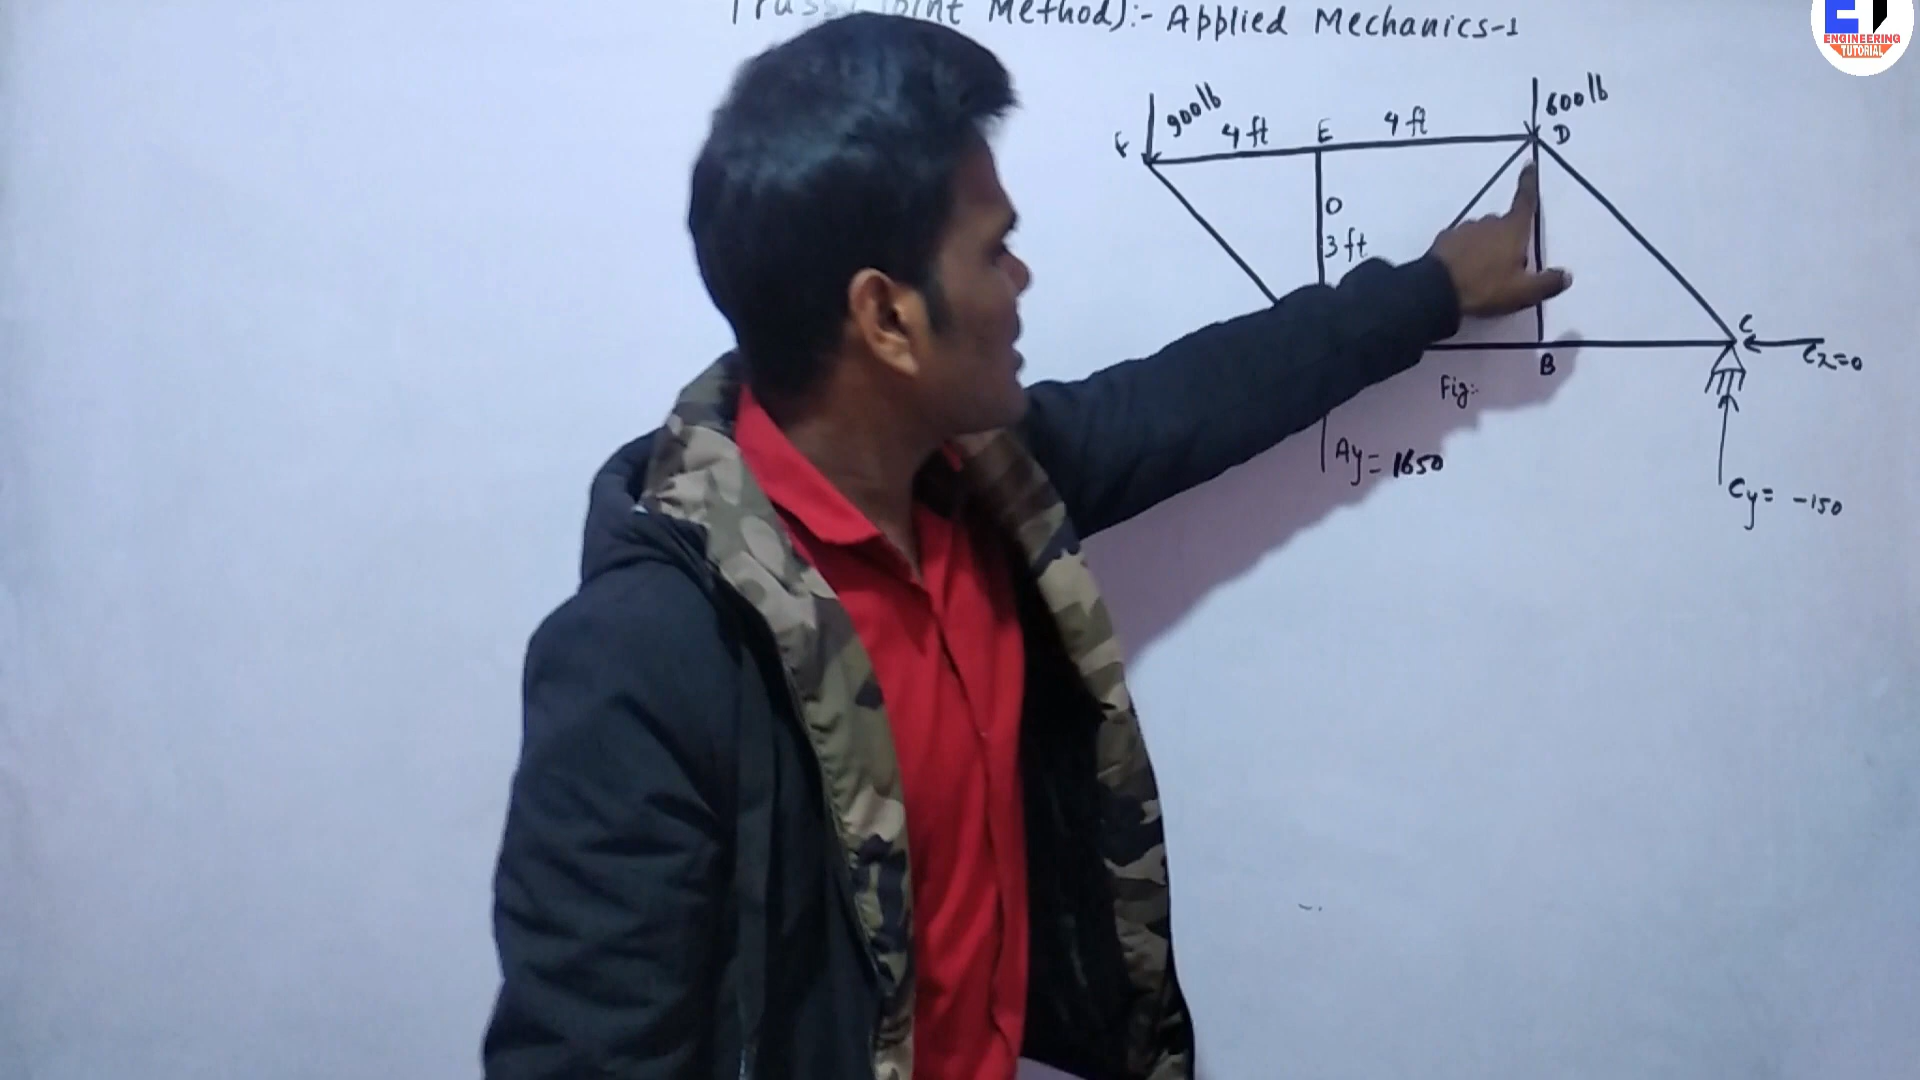 Method):- Applied Mechanics-1
ENGINEERING
TUTORIAL
900lb
600lb
4 ft
E
4 ft
D
0
3 ft
C
Cx=0
B
Fig:-
Ay= 1650
Cy= -150